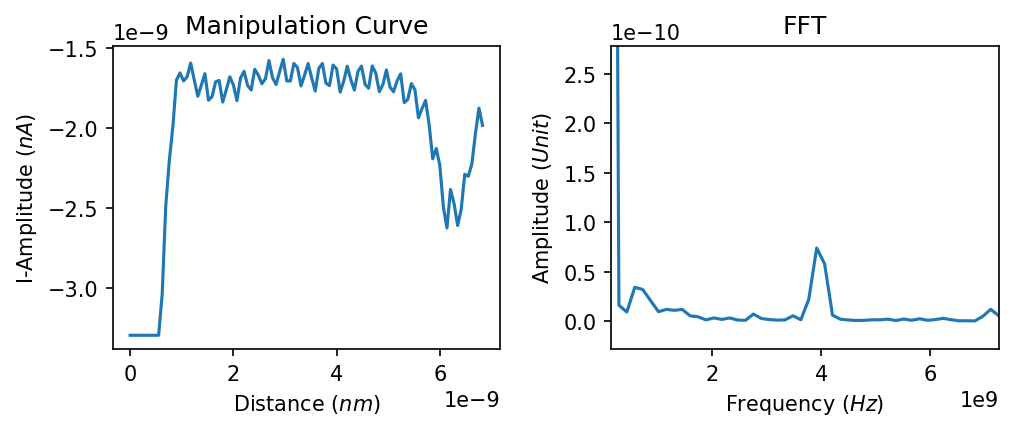 Manipulation Curve
1e−9
−1.5
−2.0
−2.5
−3.0
I-Amplitude (nA)
0
2
4
6
1e−9
Distance (nm)
FFT
1e−10
2.5
2.0
1.5
1.0
0.5
0.0
Amplitude (Unit)
2
4
6
1e9
Frequency (Hz)